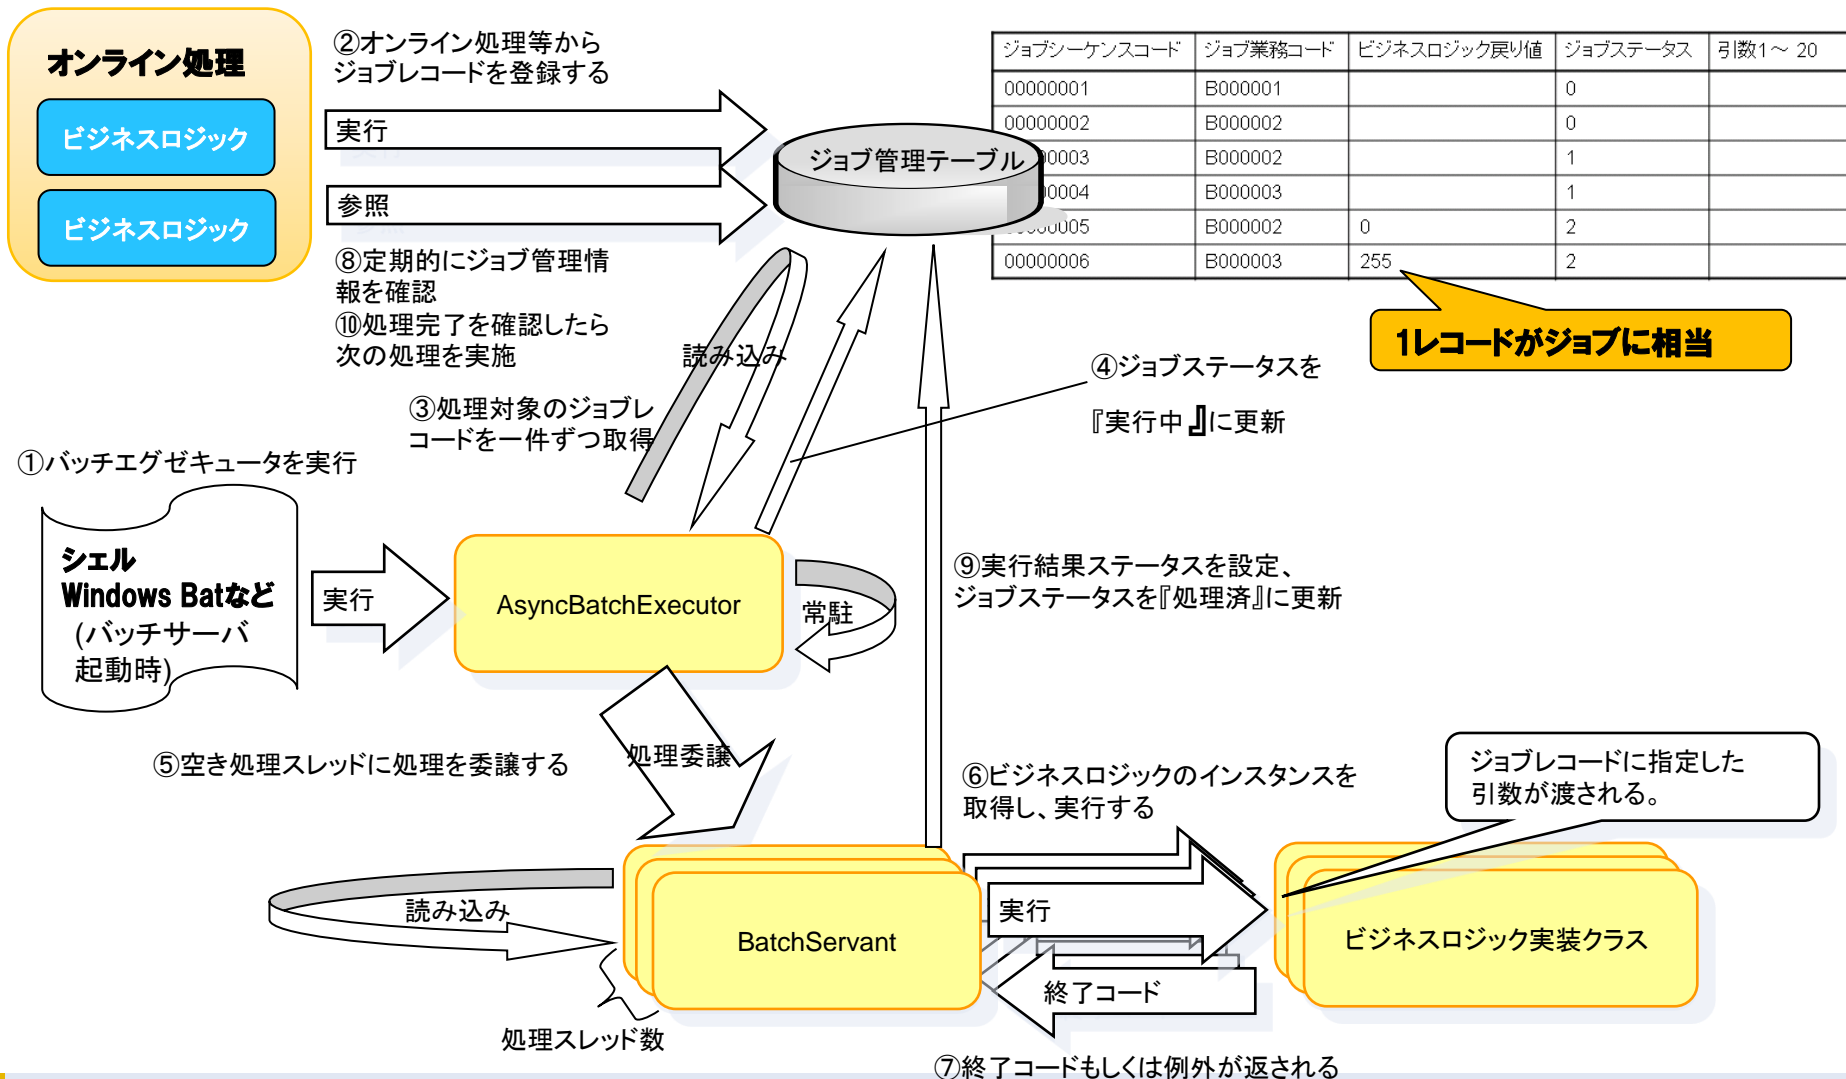 オンライン処理
ビジネスロジック
ビジネスロジック
②オンライン処理等から
ジョブレコードを登録する
実行
参照
⑧定期的にジョブ管理情
報を確認
⑩処理完了を確認したら
次の処理を実施
ジョブ管理テーブル
ジョブシーケンスコード ジョブ業務コード ビジネスロジック戻り値 ジョブステータス 引数1～ 20
00000001 B000001 0
00000002 B000002 0
0003 B000002 1
0004 B000003 1
0005 B000002 0 2
00000006 B000003 255 2
1レコードがジョブに相当
読み込み
③処理対象のジョブレ
コードを一件ずつ取得
④ジョブステータスを
『実行中』に更新
①バッチエグゼキュータを実行
シェル
Windows Batなど
(バッチサーバ
起動時)
実行
AsyncBatchExecutor
常駐
⑨実行結果ステータスを設定、
ジョブステータスを『処理済』に更新
⑤空き処理スレッドに処理を委譲する
処理委譲
⑥ビジネスロジックのインスタンスを
取得し、実行する
ジョブレコードに指定した
引数が渡される。
読み込み
BatchServant
実行
終了コード
ビジネスロジック実装クラス
処理スレッド数
⑦終了コードもしくは例外が返される